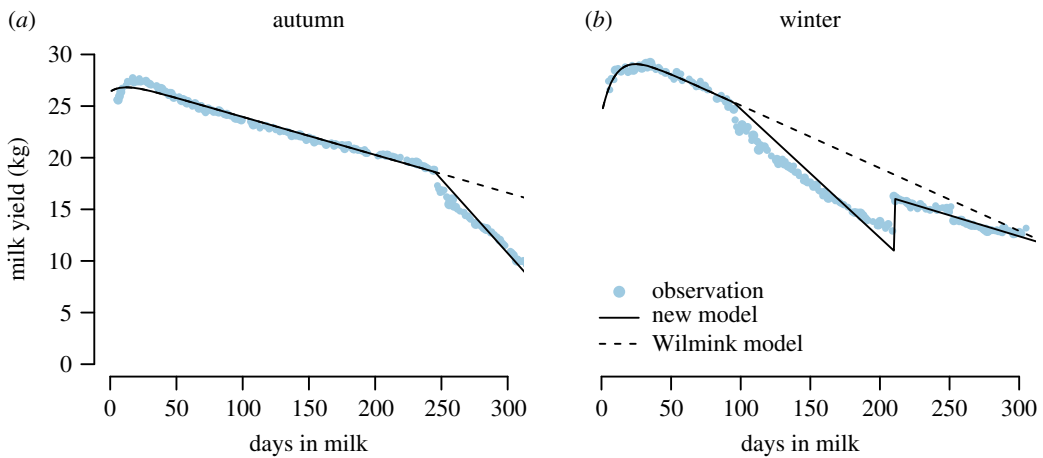 (a) autumn
(b) winter
milk yield (kg)
30
25
20
15
10
5
0
0 50 100 150 200 250 300
days in milk
observation
new model
Wilmink model
0 50 100 150 200 250 300
days in milk